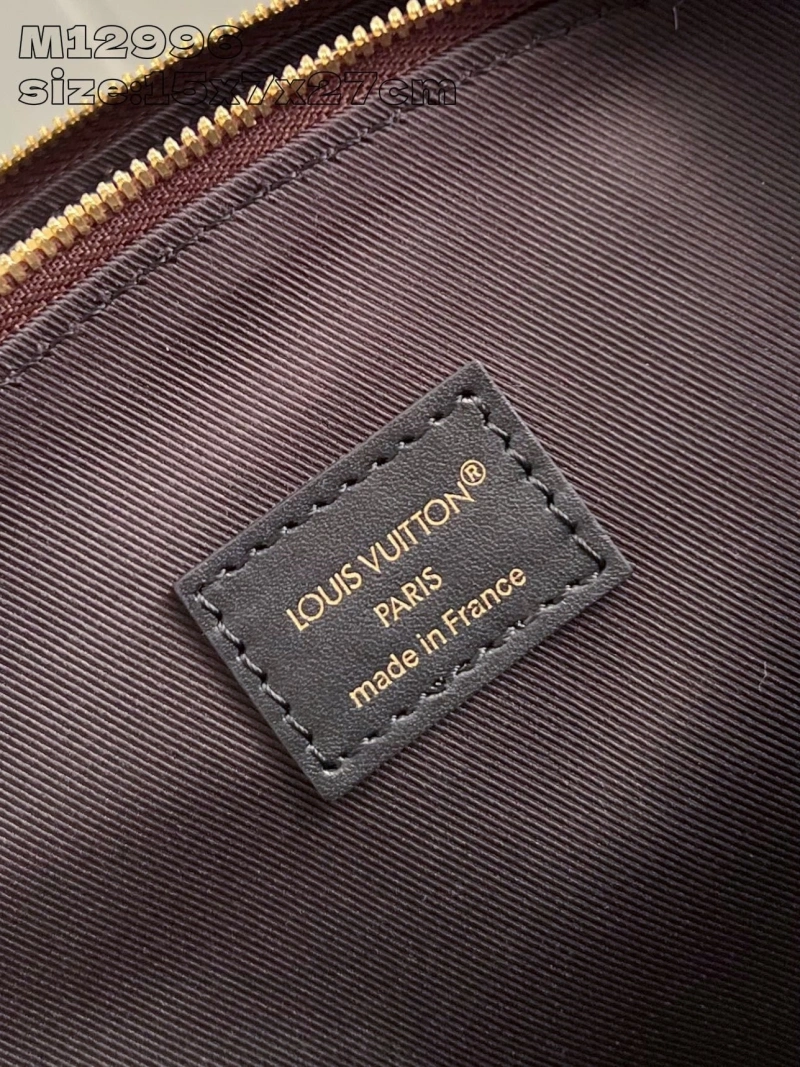 M12996
size:15x7x27cm
LOUIS VUITTON®
PARIS
made in France